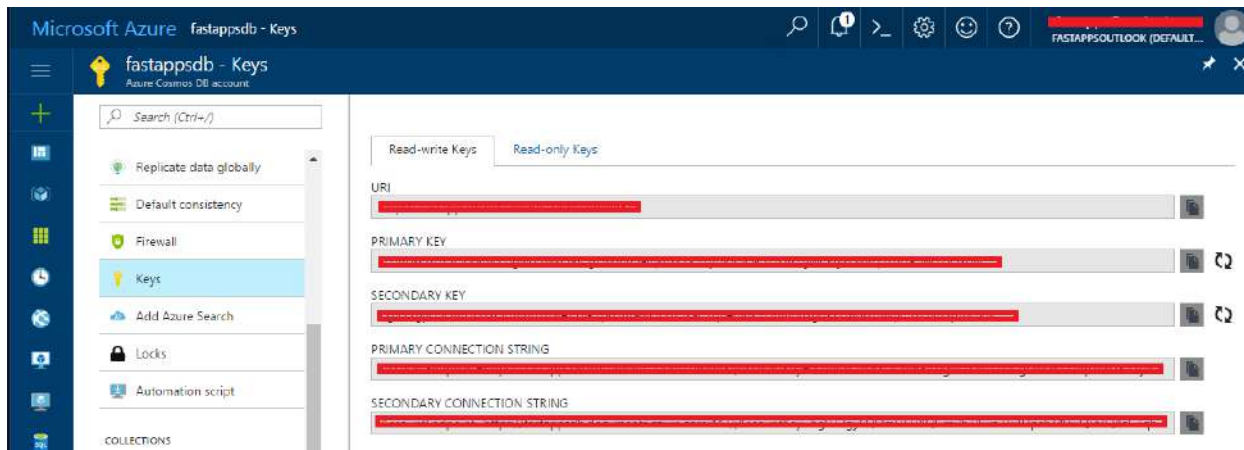 Microsoft Azure fastappsdb - Keys
1
FASTAPPSOUTLOOK (DEFAULT...
fastappsdb - Keys
Azure Cosmos DB account
Search (Ctrl+/)
Replicate data globally
Default consistency
Firewall
Keys
Add Azure Search
Locks
Automation script
COLLECTIONS
Read-write Keys Read-only Keys
URI
PRIMARY KEY
SECONDARY KEY
PRIMARY CONNECTION STRING
SECONDARY CONNECTION STRING